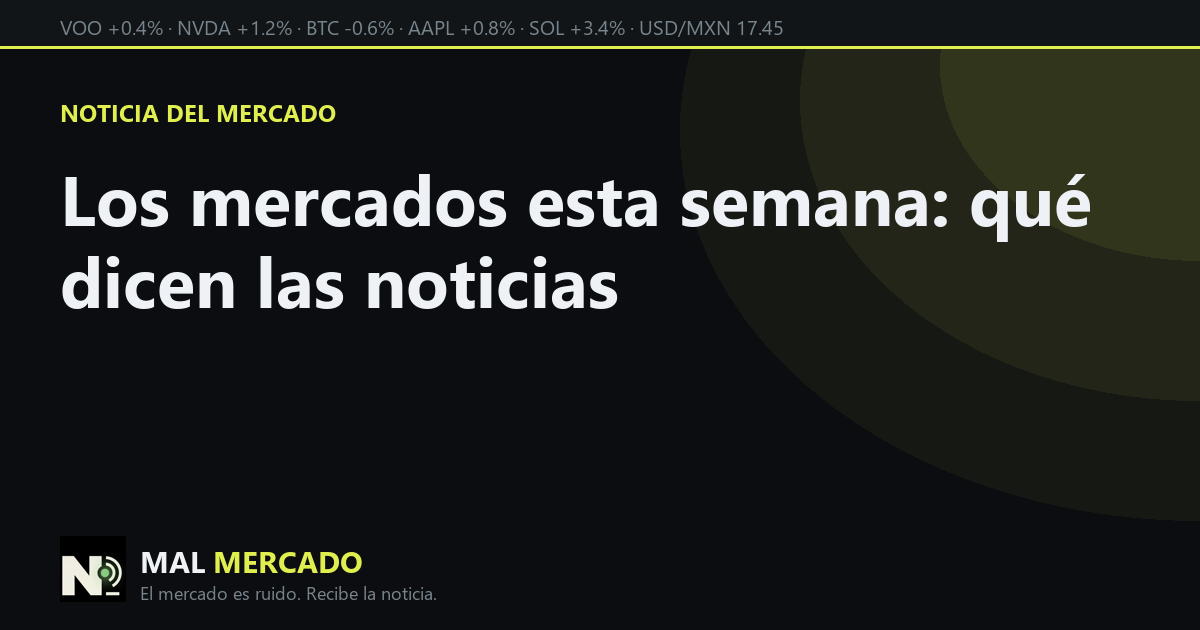 VOO +0.4% · NVDA +1.2% · BTC -0.6% · AAPL +0.8% · SOL +3.4% · USD/MXN 17.45
NOTICIA DEL MERCADO
Los mercados esta semana: qué
dicen las noticias
N
MAL MERCADO
El mercado es ruido. Recibe la noticia.